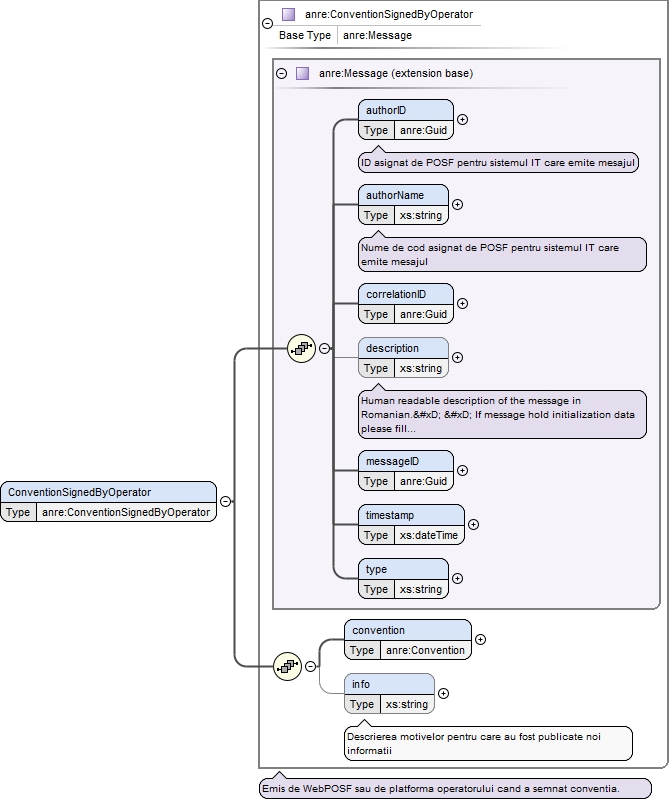 anre:ConventionSignedByOperator
Base Type anre:Message
anre:Message (extension base)
authorID
Type anre:Guid
ID asignat de POSF pentru sistemul IT care emite mesajul
authorName
Type xs:string
Nume de cod asignat de POSF pentru sistemul IT care
emite mesajul
correlationID
Type anre:Guid
description
Type xs:string
Human readable description of the message in
Romanian.&#xD; &#xD; If message hold initialization data
please fill...
messageID
Type anre:Guid
timestamp
Type xs:dateTime
type
Type xs:string
ConventionSignedByOperator
Type anre:ConventionSignedByOperator
convention
Type anre:Convention
info
Type xs:string
Descrierea motivelor pentru care au fost publicate noi
informatii
Emis de WebPOSF sau de platforma operatorului cand a semnat conventia.